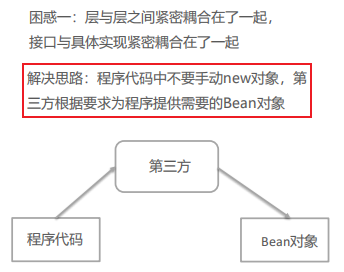 困惑一：层与层之间紧密耦合在了一起，
接口与具体实现紧密耦合在了一起
解决思路：程序代码中不要手动new对象，第
三方根据要求为程序提供需要的Bean对象
第三方
程序代码
Bean对象